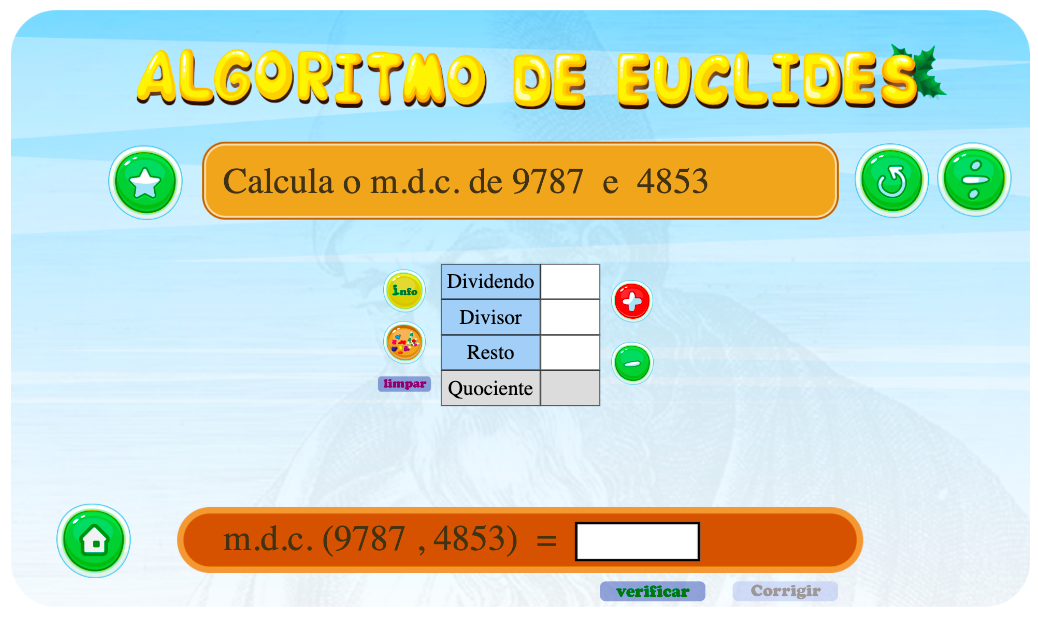 ALGORITMO DE EUCLIDES
Calcula o m.d.c. de 9787 e 4853
info
limpar
Dividendo
Divisor
Resto
Quociente
m.d.c. (9787 , 4853) =
verificar
Corrigir